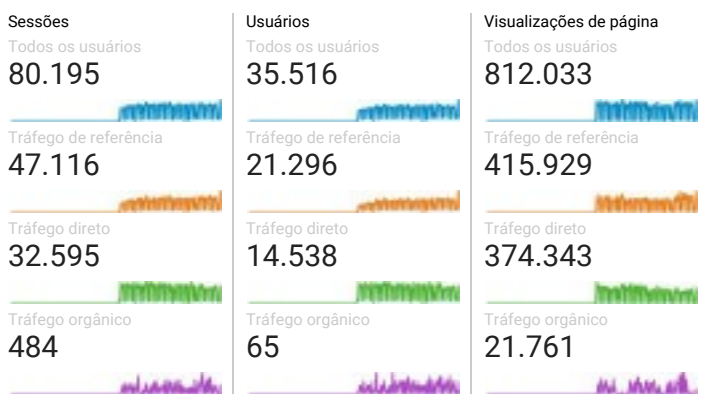 Sessões
Todos os usuários
80.195
Tráfego de referência
47.116
Tráfego direto
32.595
Tráfego orgânico
484
Usuários
Todos os usuários
35.516
Tráfego de referência
21.296
Tráfego direto
14.538
Tráfego orgânico
65
Visualizações de página
Todos os usuários
812.033
Tráfego de referência
415.929
Tráfego direto
374.343
Tráfego orgânico
21.761